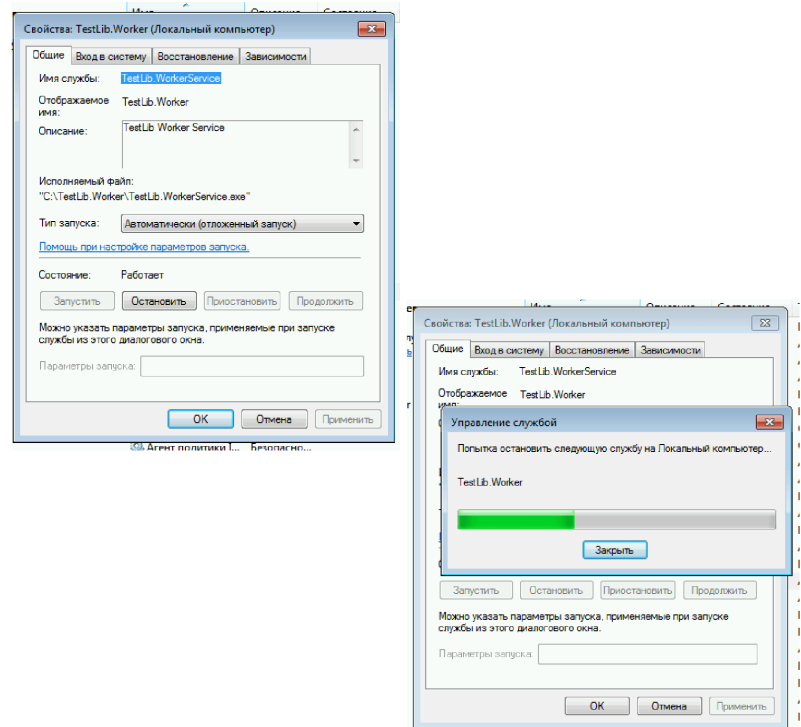 Имя
Описание
Состояние
Свойства: TestLib.Worker (Локальный компьютер)
Общие Вход в систему Восстановление Зависимости
Имя службы: TestLib.WorkerService
Отображаемое имя: TestLib.Worker
Описание: TestLib Worker Service
Исполняемый файл:
"C:\TestLib.Worker\TestLib.WorkerService.exe"
Тип запуска: Автоматически (отложенный запуск)
Помощь при настройке параметров запуска.
Состояние: Работает
Запустить Остановить Приостановить Продолжить
Можно указать параметры запуска, применяемые при запуске
службы из этого диалогового окна.
Параметры запуска:
OK Отмена Применить
Агент политики I... Безопасно...
Имя Описание Состояние
Свойства: TestLib.Worker (Локальный компьютер)
Общие Вход в систему Восстановление Зависимости
Имя службы: TestLib.WorkerService
Отображаемое имя: TestLib.Worker
Управление службой
Попытка остановить следующую службу на Локальный компьютер...
TestLib.Worker
Закрыть
Запустить Остановить Приостановить Продолжить
Можно указать параметры запуска, применяемые при запуске
службы из этого диалогового окна.
Параметры запуска:
OK Отмена Применить